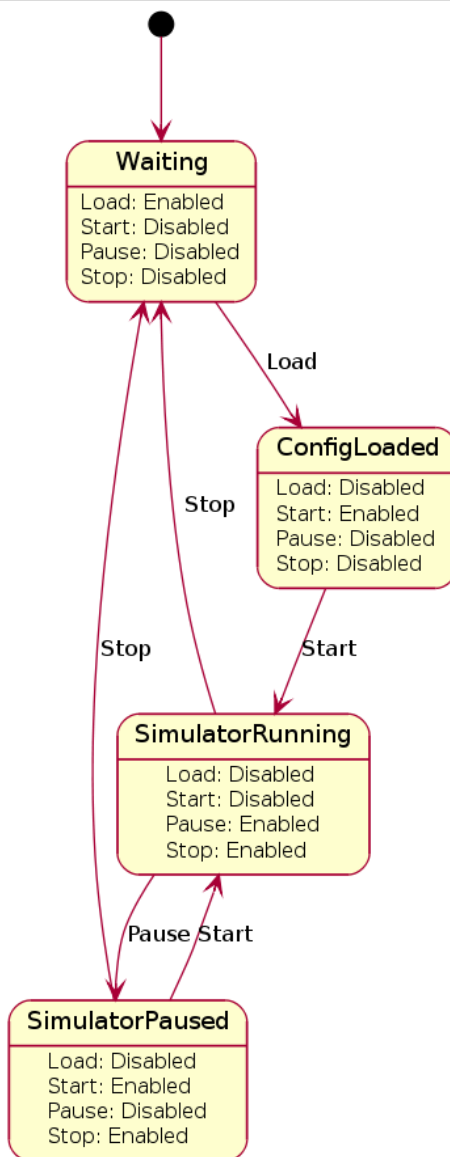 Waiting
Load: Enabled
Start: Disabled
Pause: Disabled
Stop: Disabled
Load
ConfigLoaded
Load: Disabled
Start: Enabled
Pause: Disabled
Stop: Disabled
Stop
Stop
Start
SimulatorRunning
Load: Disabled
Start: Disabled
Pause: Enabled
Stop: Enabled
Pause
Start
SimulatorPaused
Load: Disabled
Start: Enabled
Pause: Disabled
Stop: Enabled